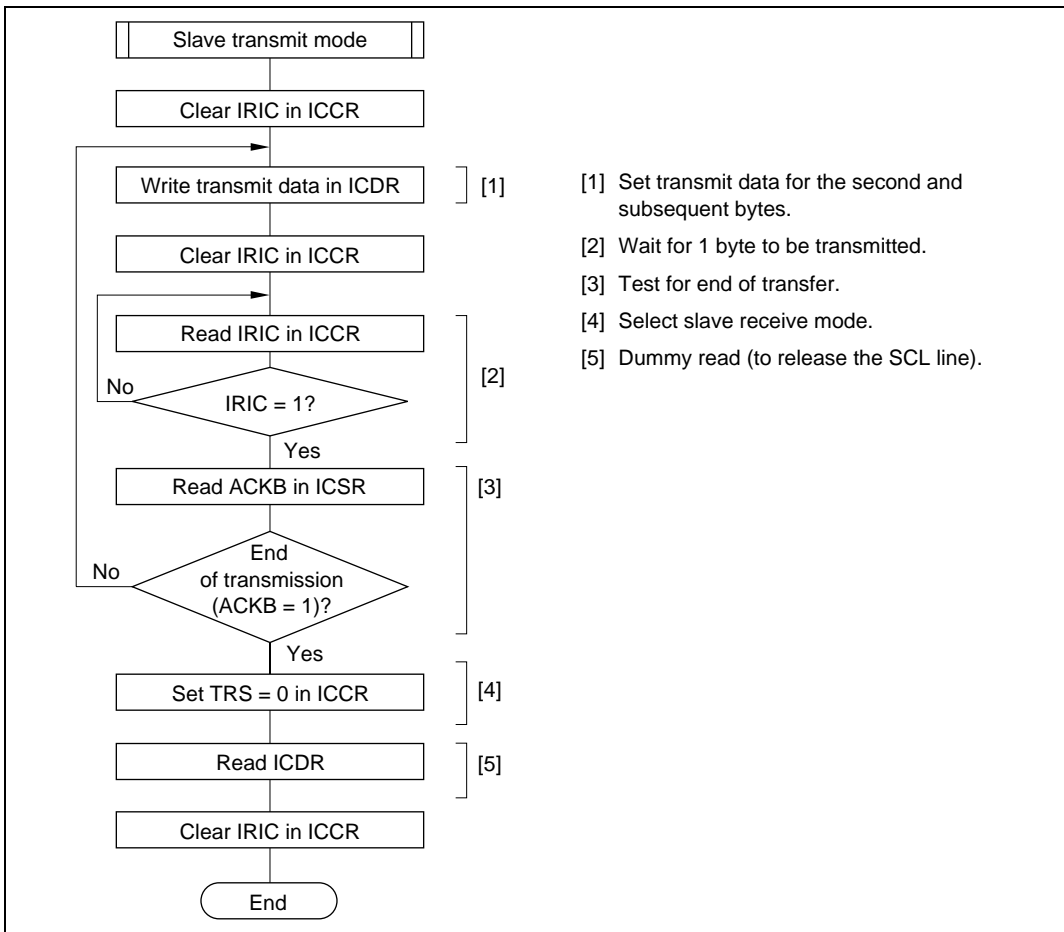 Slave transmit mode
Clear IRIC in ICCR
Write transmit data in ICDR
[1]
Clear IRIC in ICCR
Read IRIC in ICCR
[2]
No
IRIC = 1?
Yes
Read ACKB in ICSR
[3]
No
End
of transmission
(ACKB = 1)?
Yes
Set TRS = 0 in ICCR
[4]
Read ICDR
[5]
Clear IRIC in ICCR
End
[1] Set transmit data for the second and
subsequent bytes.
[2] Wait for 1 byte to be transmitted.
[3] Test for end of transfer.
[4] Select slave receive mode.
[5] Dummy read (to release the SCL line).